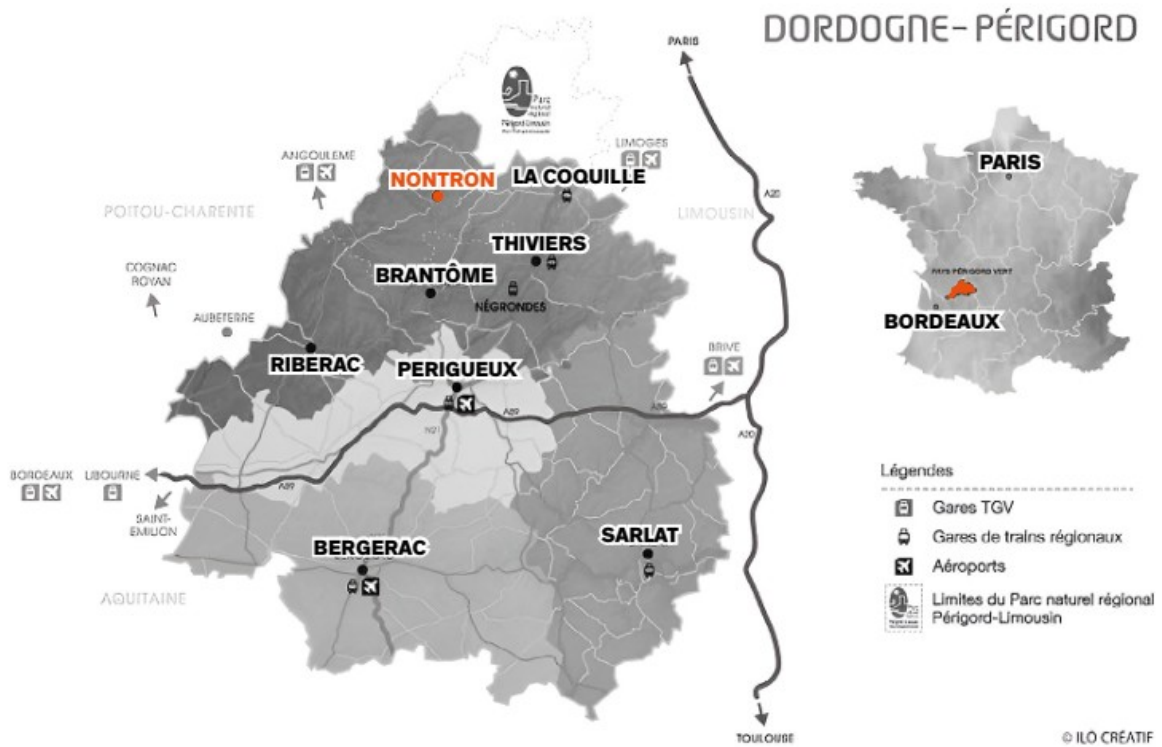 DORDOGNE-PÉRIGORD
PARIS
Parc
naturel
régional
Périgord-Limousin
ANGOULEME
LIMOGES
NONTRON
LA COQUILLE
A20
POITOU-CHARENTE
LIMOUSIN
THIVIERS
COGNAC
ROYAN
BRANTÔME
NÉGRONDES
AUBETERRE
RIBERAC
PERIGUEUX
BRIVE
A89
A89
N21
A20
BORDEAUX
LIBOURNE
A89
SAINT-
EMILION
BERGERAC
SARLAT
AQUITAINE
TOULOUSE
PARIS
PAYS PÉRIGORD VERT
BORDEAUX
Légendes
Gares TGV
Gares de trains régionaux
Aéroports
Limites du Parc naturel régional
Périgord-Limousin
© ILÔ CRÉATIF